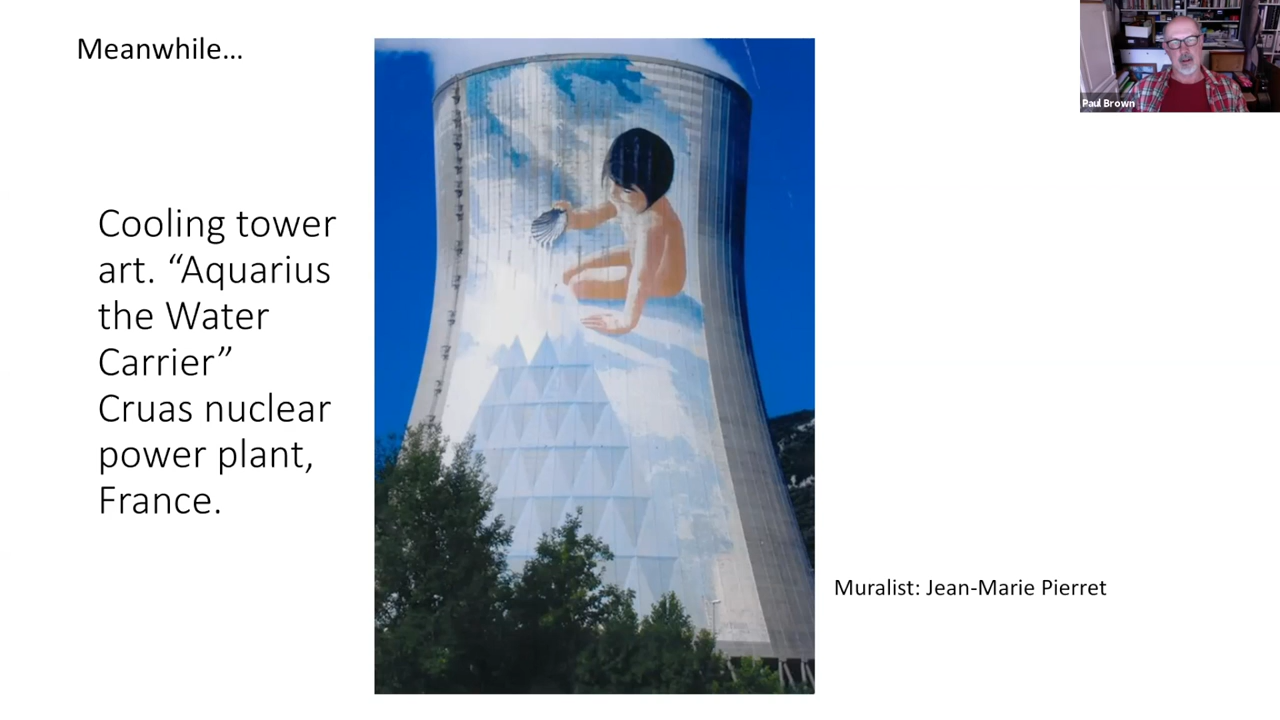 Meanwhile…
Paul Brown
Cooling tower
art. “Aquarius
the Water
Carrier”
Cruas nuclear
power plant,
France.
Muralist: Jean-Marie Pierret